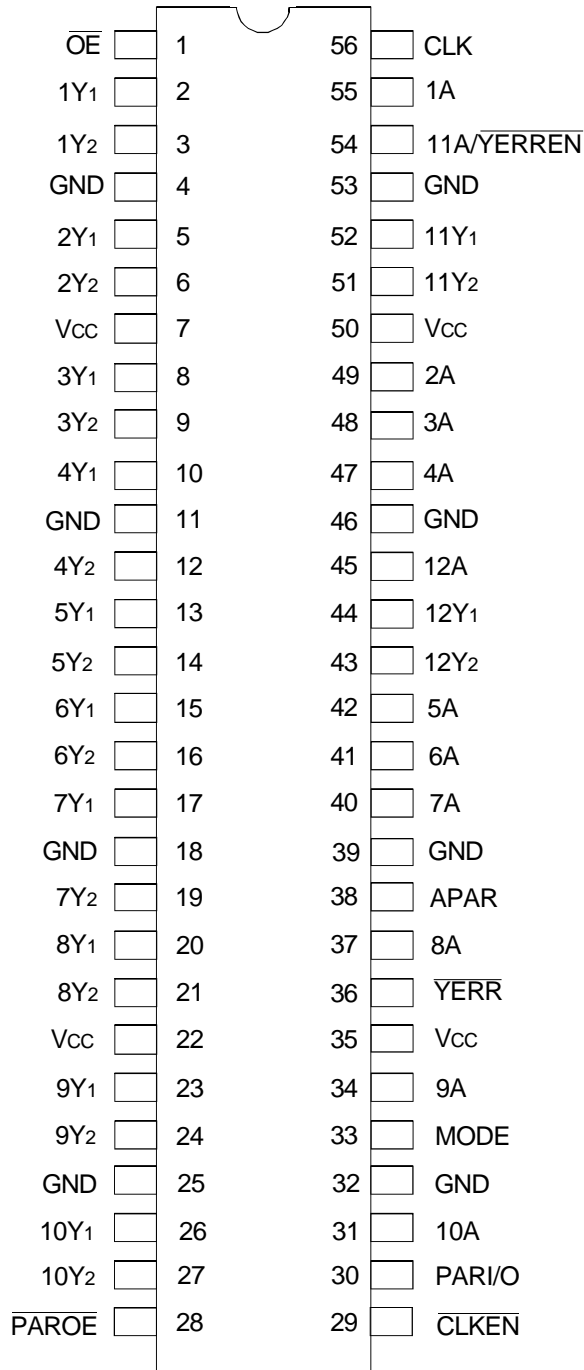 O̅E̅ 1 56 CLK
1Y1 2 55 1A
1Y2 3 54 11A/Y̅E̅R̅R̅E̅N̅
GND 4 53 GND
2Y1 5 52 11Y1
2Y2 6 51 11Y2
VCC 7 50 VCC
3Y1 8 49 2A
3Y2 9 48 3A
4Y1 10 47 4A
GND 11 46 GND
4Y2 12 45 12A
5Y1 13 44 12Y1
5Y2 14 43 12Y2
6Y1 15 42 5A
6Y2 16 41 6A
7Y1 17 40 7A
GND 18 39 GND
7Y2 19 38 APAR
8Y1 20 37 8A
8Y2 21 36 Y̅E̅R̅R̅
VCC 22 35 VCC
9Y1 23 34 9A
9Y2 24 33 MODE
GND 25 32 GND
10Y1 26 31 10A
10Y2 27 30 PARI/O
P̅A̅R̅O̅E̅ 28 29 C̅L̅K̅E̅N̅